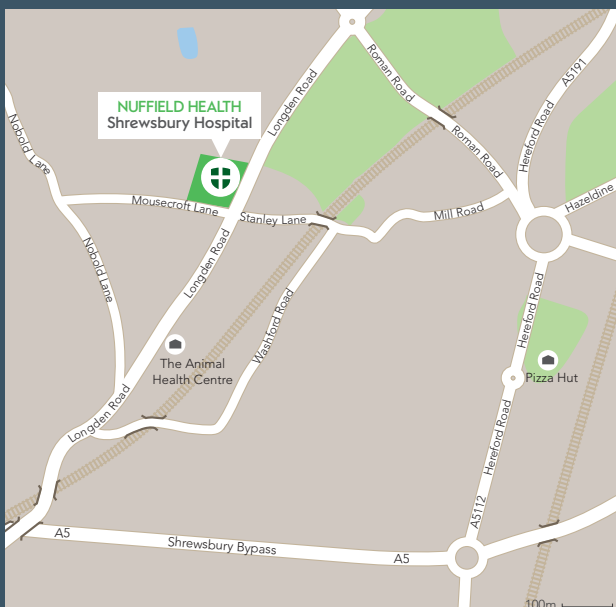 Roman Road
A5191
Longden Road
NUFFIELD HEALTH
Shrewsbury Hospital
Nobold Lane
Hereford Road
Roman Road
Hazeldine
Mousecroft Lane
Stanley Lane
Mill Road
Nobold Lane
Longden Road
Washford Road
Hereford Road
The Animal
Health Centre
Pizza Hut
Longden Road
Hereford Road
A5112
A5
Shrewsbury Bypass
A5
100m